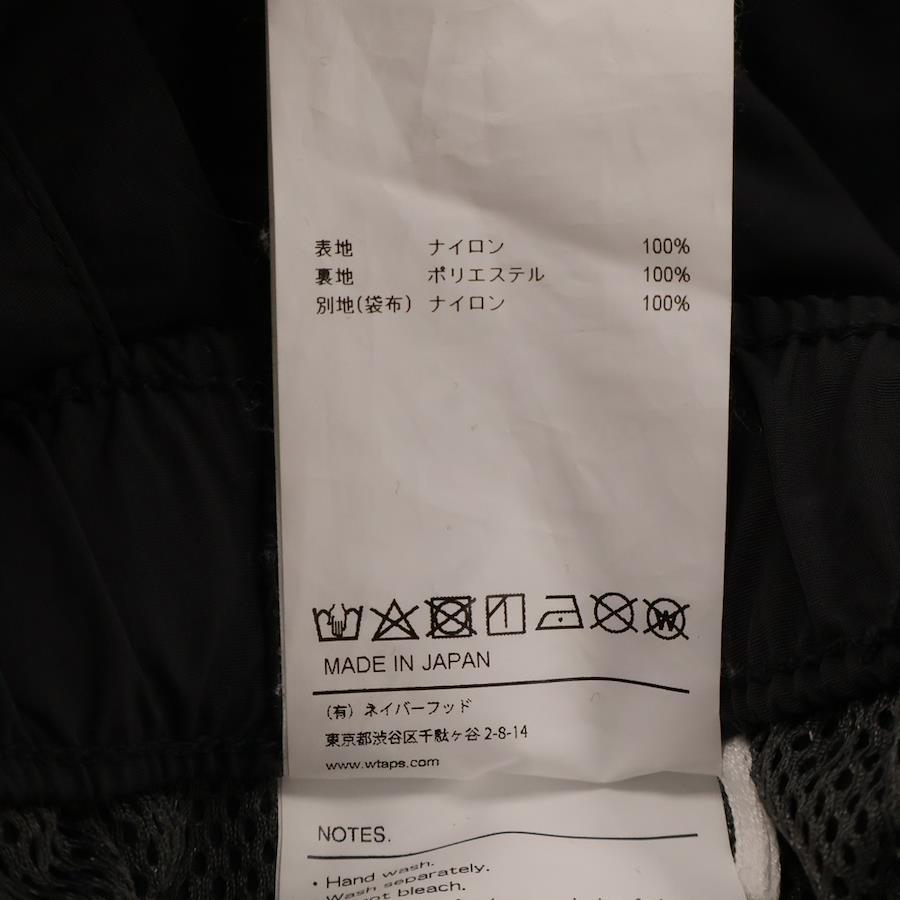 表地 ナイロン 100%
裏地 ポリエステル 100%
別地(袋布) ナイロン 100%
W
MADE IN JAPAN
(有) ネイバーフッド
東京都渋谷区千駄ヶ谷 2-8-14
www.wtaps.com
NOTES.
・Hand wash.
Wash separately.
bleach.